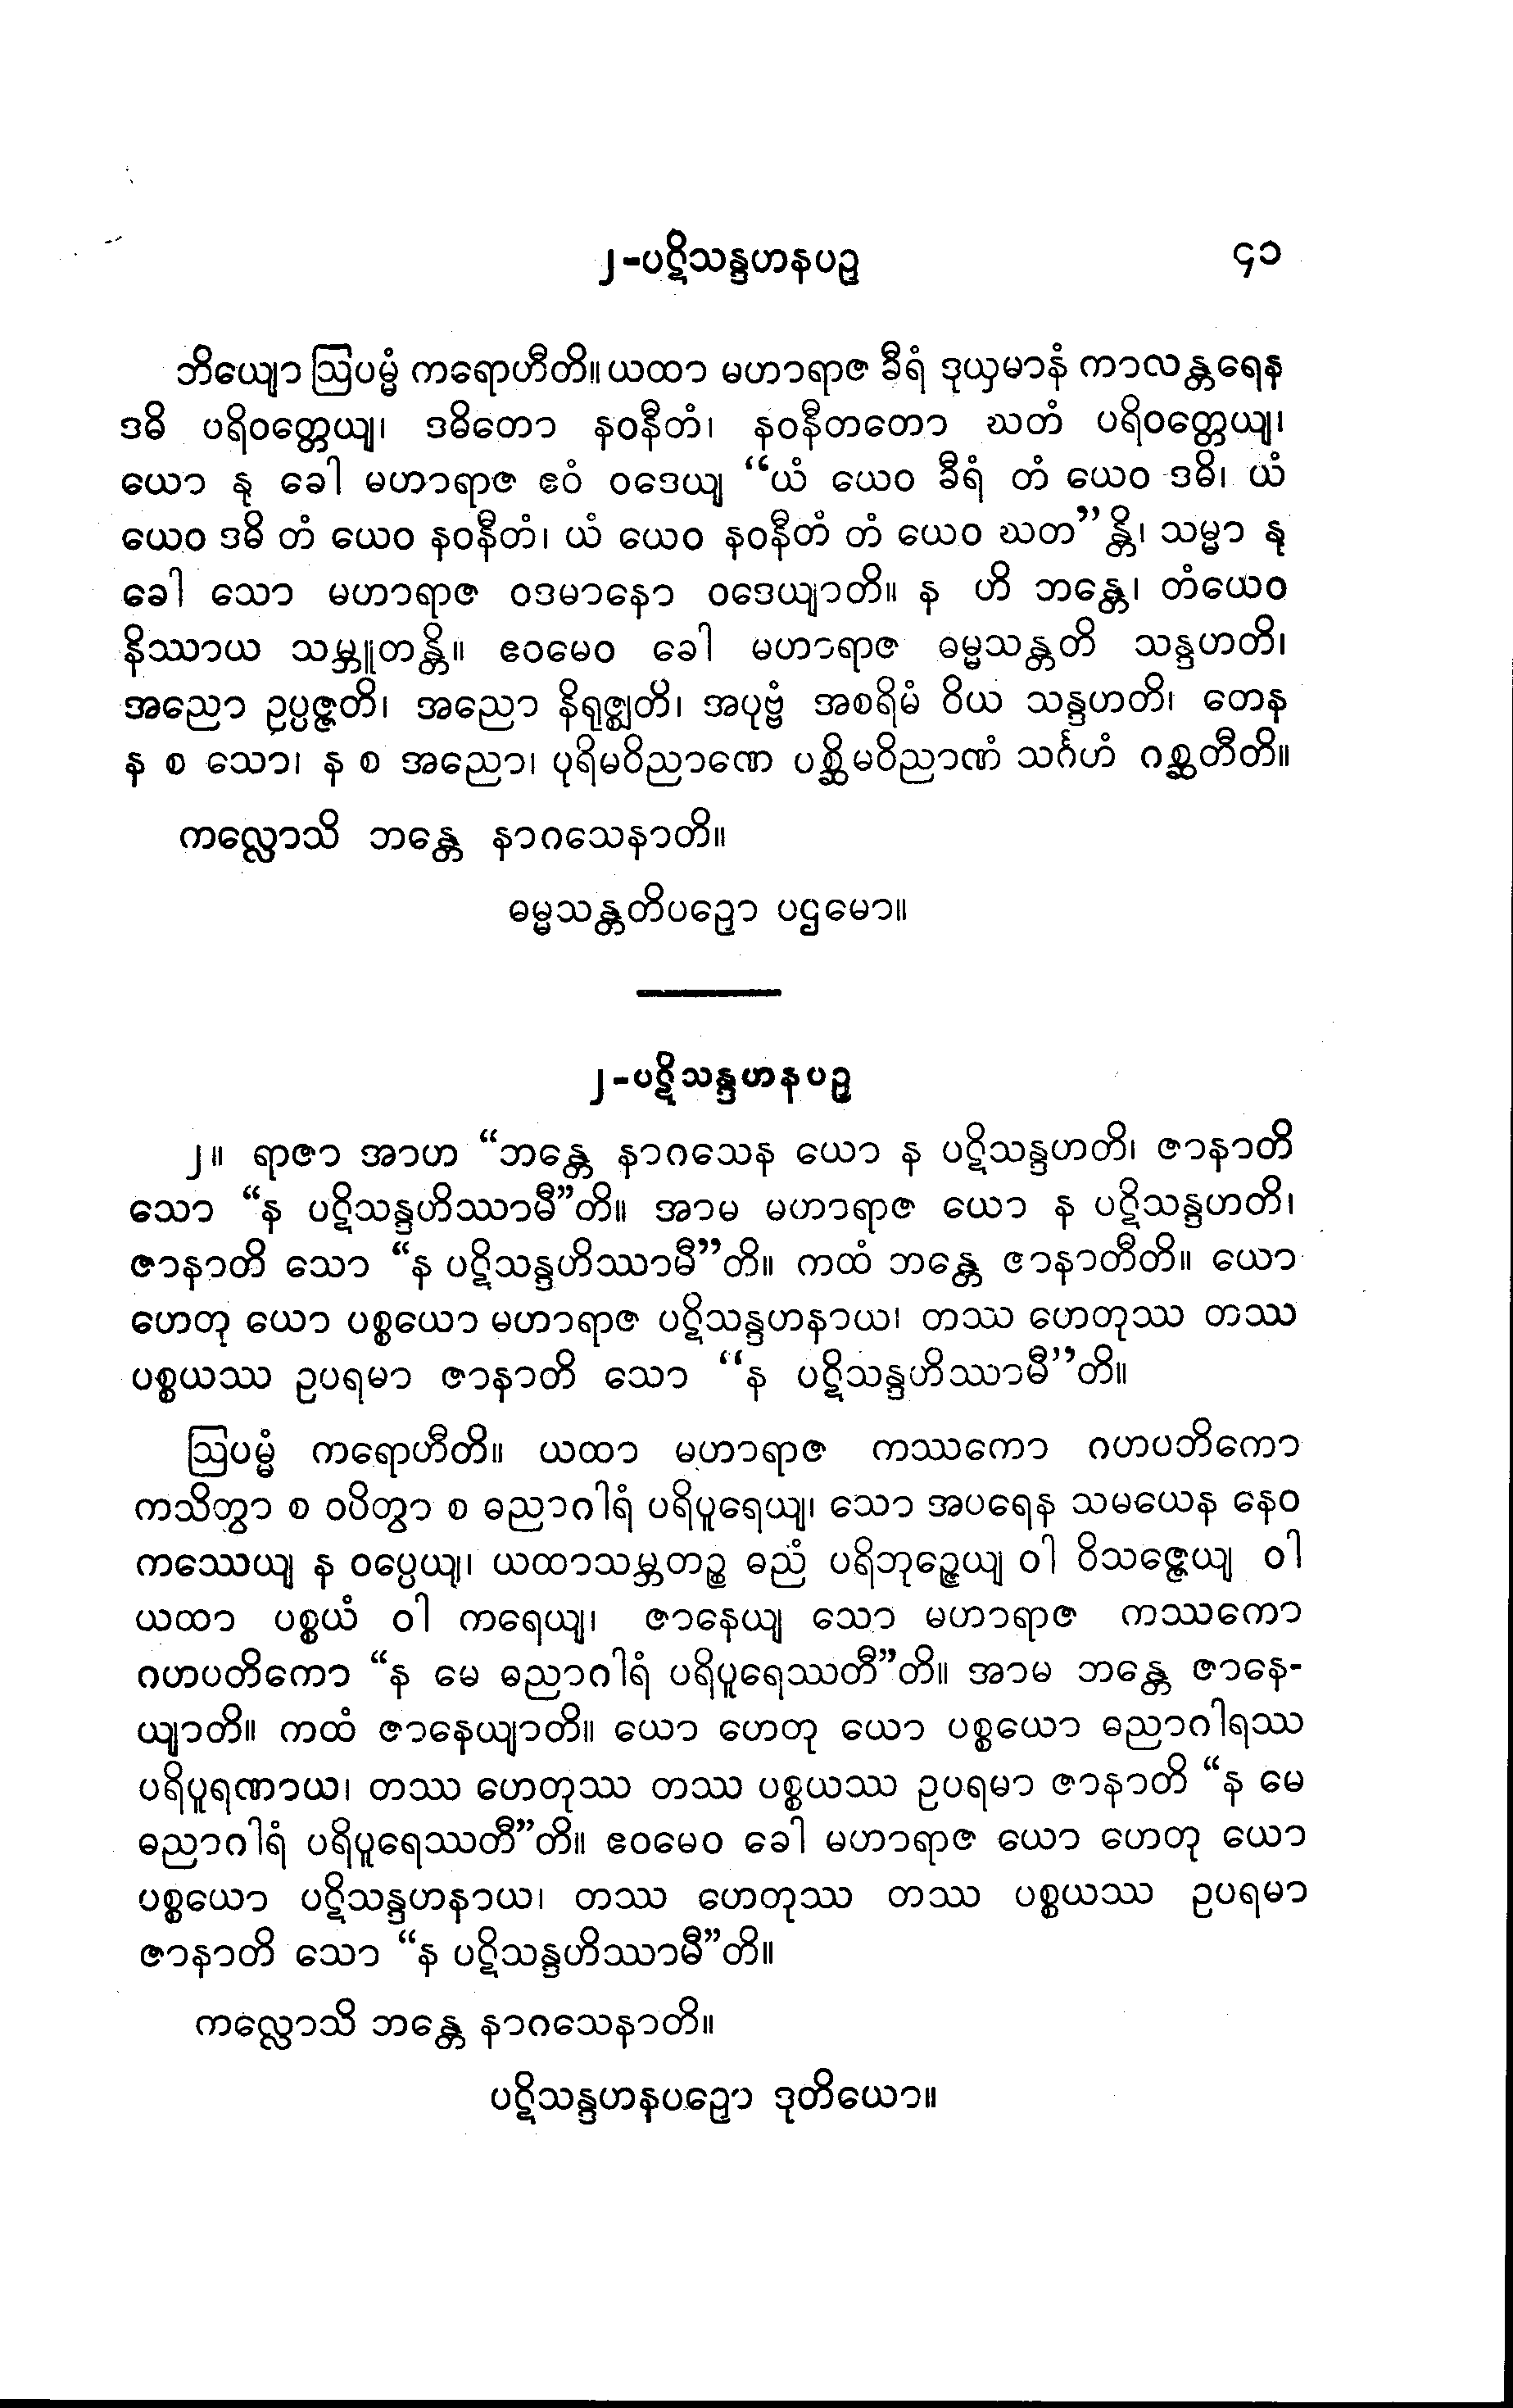 ၂-ပဋိသန္ဒဟနပဉှ ၄၁
ဘိယျော ဩပမ္မံ ကရောဟီတိ။ ယထာ မဟာရာဇ ခီရံ ဒုယှမာနံ ကာလန္တရေန
ဒဓိ ပရိဝတ္တေယျ၊ ဒဓိတော နဝနီတံ၊ နဝနီတတော ဃတံ ပရိဝတ္တေယျ၊
ယော နု ခေါ မဟာရာဇ ဧဝံ ဝဒေယျ “ယံ ယေဝ ခီရံ တံ ယေဝ ဒဓိ၊ ယံ
ယေဝ ဒဓိ တံ ယေဝ နဝနီတံ၊ ယံ ယေဝ နဝနီတံ တံ ယေဝ ဃတ”န္တိ၊ သမ္မာ နု
ခေါ သော မဟာရာဇ ဝဒမာနော ဝဒေယျာတိ။ န ဟိ ဘန္တေ၊ တံယေဝ
နိဿာယ သမ္ဘူတန္တိ။ ဧဝမေဝ ခေါ မဟာရာဇ ဓမ္မသန္တတိ သန္ဒဟတိ၊
အညော ဥပ္ပဇ္ဇတိ၊ အညော နိရုဇ္ဈတိ၊ အပုဗ္ဗံ အစရိမံ ဝိယ သန္ဒဟတိ၊ တေန
န စ သော၊ န စ အညော၊ ပုရိမဝိညာဏေ ပစ္ဆိမဝိညာဏံ သင်္ဂဟံ ဂစ္ဆတီတိ။
ကလ္လောသိ ဘန္တေ နာဂသေနာတိ။
ဓမ္မသန္တတိပဉှော ပဌမော။
၂-ပဋိသန္ဒဟနပဉှ
၂။ ရာဇာ အာဟ “ဘန္တေ နာဂသေန ယော န ပဋိသန္ဒဟတိ၊ ဇာနာတိ
သော “န ပဋိသန္ဒဟိဿာမီ”တိ။ အာမ မဟာရာဇ ယော န ပဋိသန္ဒဟတိ၊
ဇာနာတိ သော “န ပဋိသန္ဒဟိဿာမီ”တိ။ ကထံ ဘန္တေ ဇာနာတီတိ။ ယော
ဟေတု ယော ပစ္စယော မဟာရာဇ ပဋိသန္ဒဟနာယ၊ တဿ ဟေတုဿ တဿ
ပစ္စယဿ ဥပရမာ ဇာနာတိ သော “န ပဋိသန္ဒဟိဿာမီ”တိ။
ဩပမ္မံ ကရောဟီတိ။ ယထာ မဟာရာဇ ကဿကော ဂဟပတိကော
ကသိတွာ စ ဝပိတွာ စ ဓညာဂါရံ ပရိပူရေယျ၊ သော အပရေန သမယေန နေဝ
ကဿေယျ န ဝပ္ပေယျ၊ ယထာသမ္ဘတဉ္စ ဓညံ ပရိဘုဉ္ဇေယျ ဝါ ဝိသဇ္ဇေယျ ဝါ
ယထာ ပစ္စယံ ဝါ ကရေယျ၊ ဇာနေယျ သော မဟာရာဇ ကဿကော
ဂဟပတိကော “န မေ ဓညာဂါရံ ပရိပူရေဿတီ”တိ။ အာမ ဘန္တေ ဇာနေ-
ယျာတိ။ ကထံ ဇာနေယျာတိ။ ယော ဟေတု ယော ပစ္စယော ဓညာဂါရဿ
ပရိပူရဏာယ၊ တဿ ဟေတုဿ တဿ ပစ္စယဿ ဥပရမာ ဇာနာတိ “န မေ
ဓညာဂါရံ ပရိပူရေဿတီ”တိ။ ဧဝမေဝ ခေါ မဟာရာဇ ယော ဟေတု ယော
ပစ္စယော ပဋိသန္ဒဟနာယ၊ တဿ ဟေတုဿ တဿ ပစ္စယဿ ဥပရမာ
ဇာနာတိ သော “န ပဋိသန္ဒဟိဿာမီ”တိ။
ကလ္လောသိ ဘန္တေ နာဂသေနာတိ။
ပဋိသန္ဒဟနပဉှော ဒုတိယော။